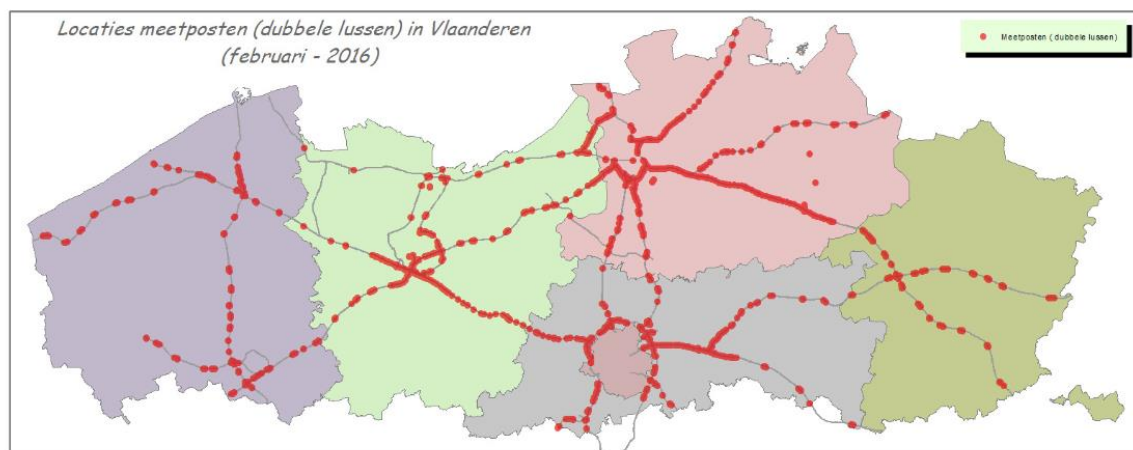 Locaties meetposten (dubbele lussen) in Vlaanderen
(februari - 2016)
Meetposten (dubbele lussen)